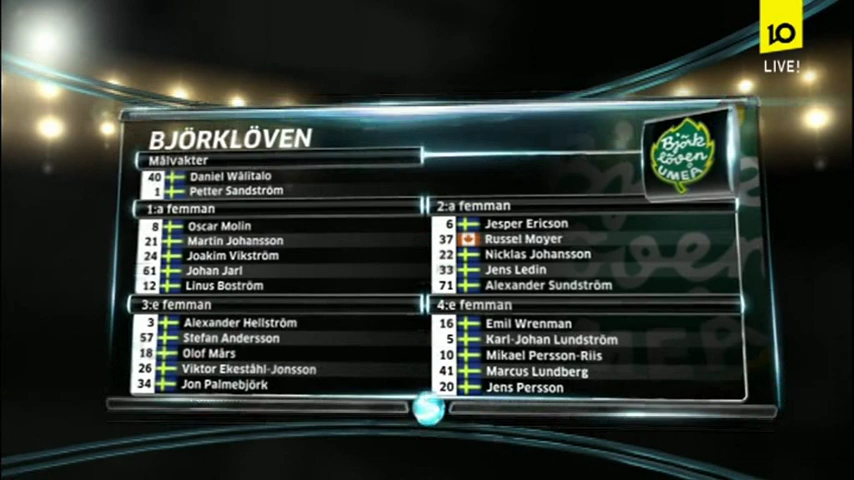 10
LIVE!
BJÖRKLÖVEN
Björk
löven
UMEÅ
Målvakter
40 Daniel Wälitalo
1 Petter Sandström
1:a femman
8 Oscar Molin
21 Martin Johansson
24 Joakim Vikström
61 Johan Jarl
12 Linus Boström
2:a femman
6 Jesper Ericson
37 Russel Moyer
22 Nicklas Johansson
33 Jens Ledin
71 Alexander Sundström
3:e femman
3 Alexander Hellström
57 Stefan Andersson
18 Olof Mårs
26 Viktor Ekeståhl-Jonsson
34 Jon Palmebjörk
4:e femman
16 Emil Wrenman
5 Karl-Johan Lundström
10 Mikael Persson-Riis
41 Marcus Lundberg
20 Jens Persson